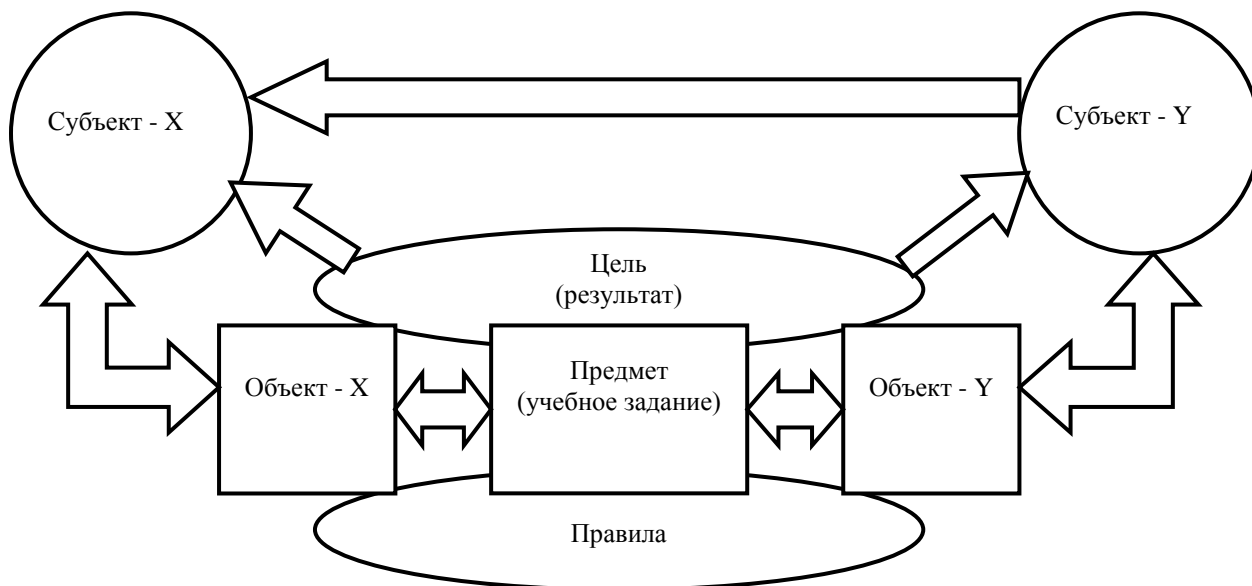 Субъект - X
Субъект - Y
Цель
(результат)
Объект - X
Предмет
(учебное задание)
Объект - Y
Правила